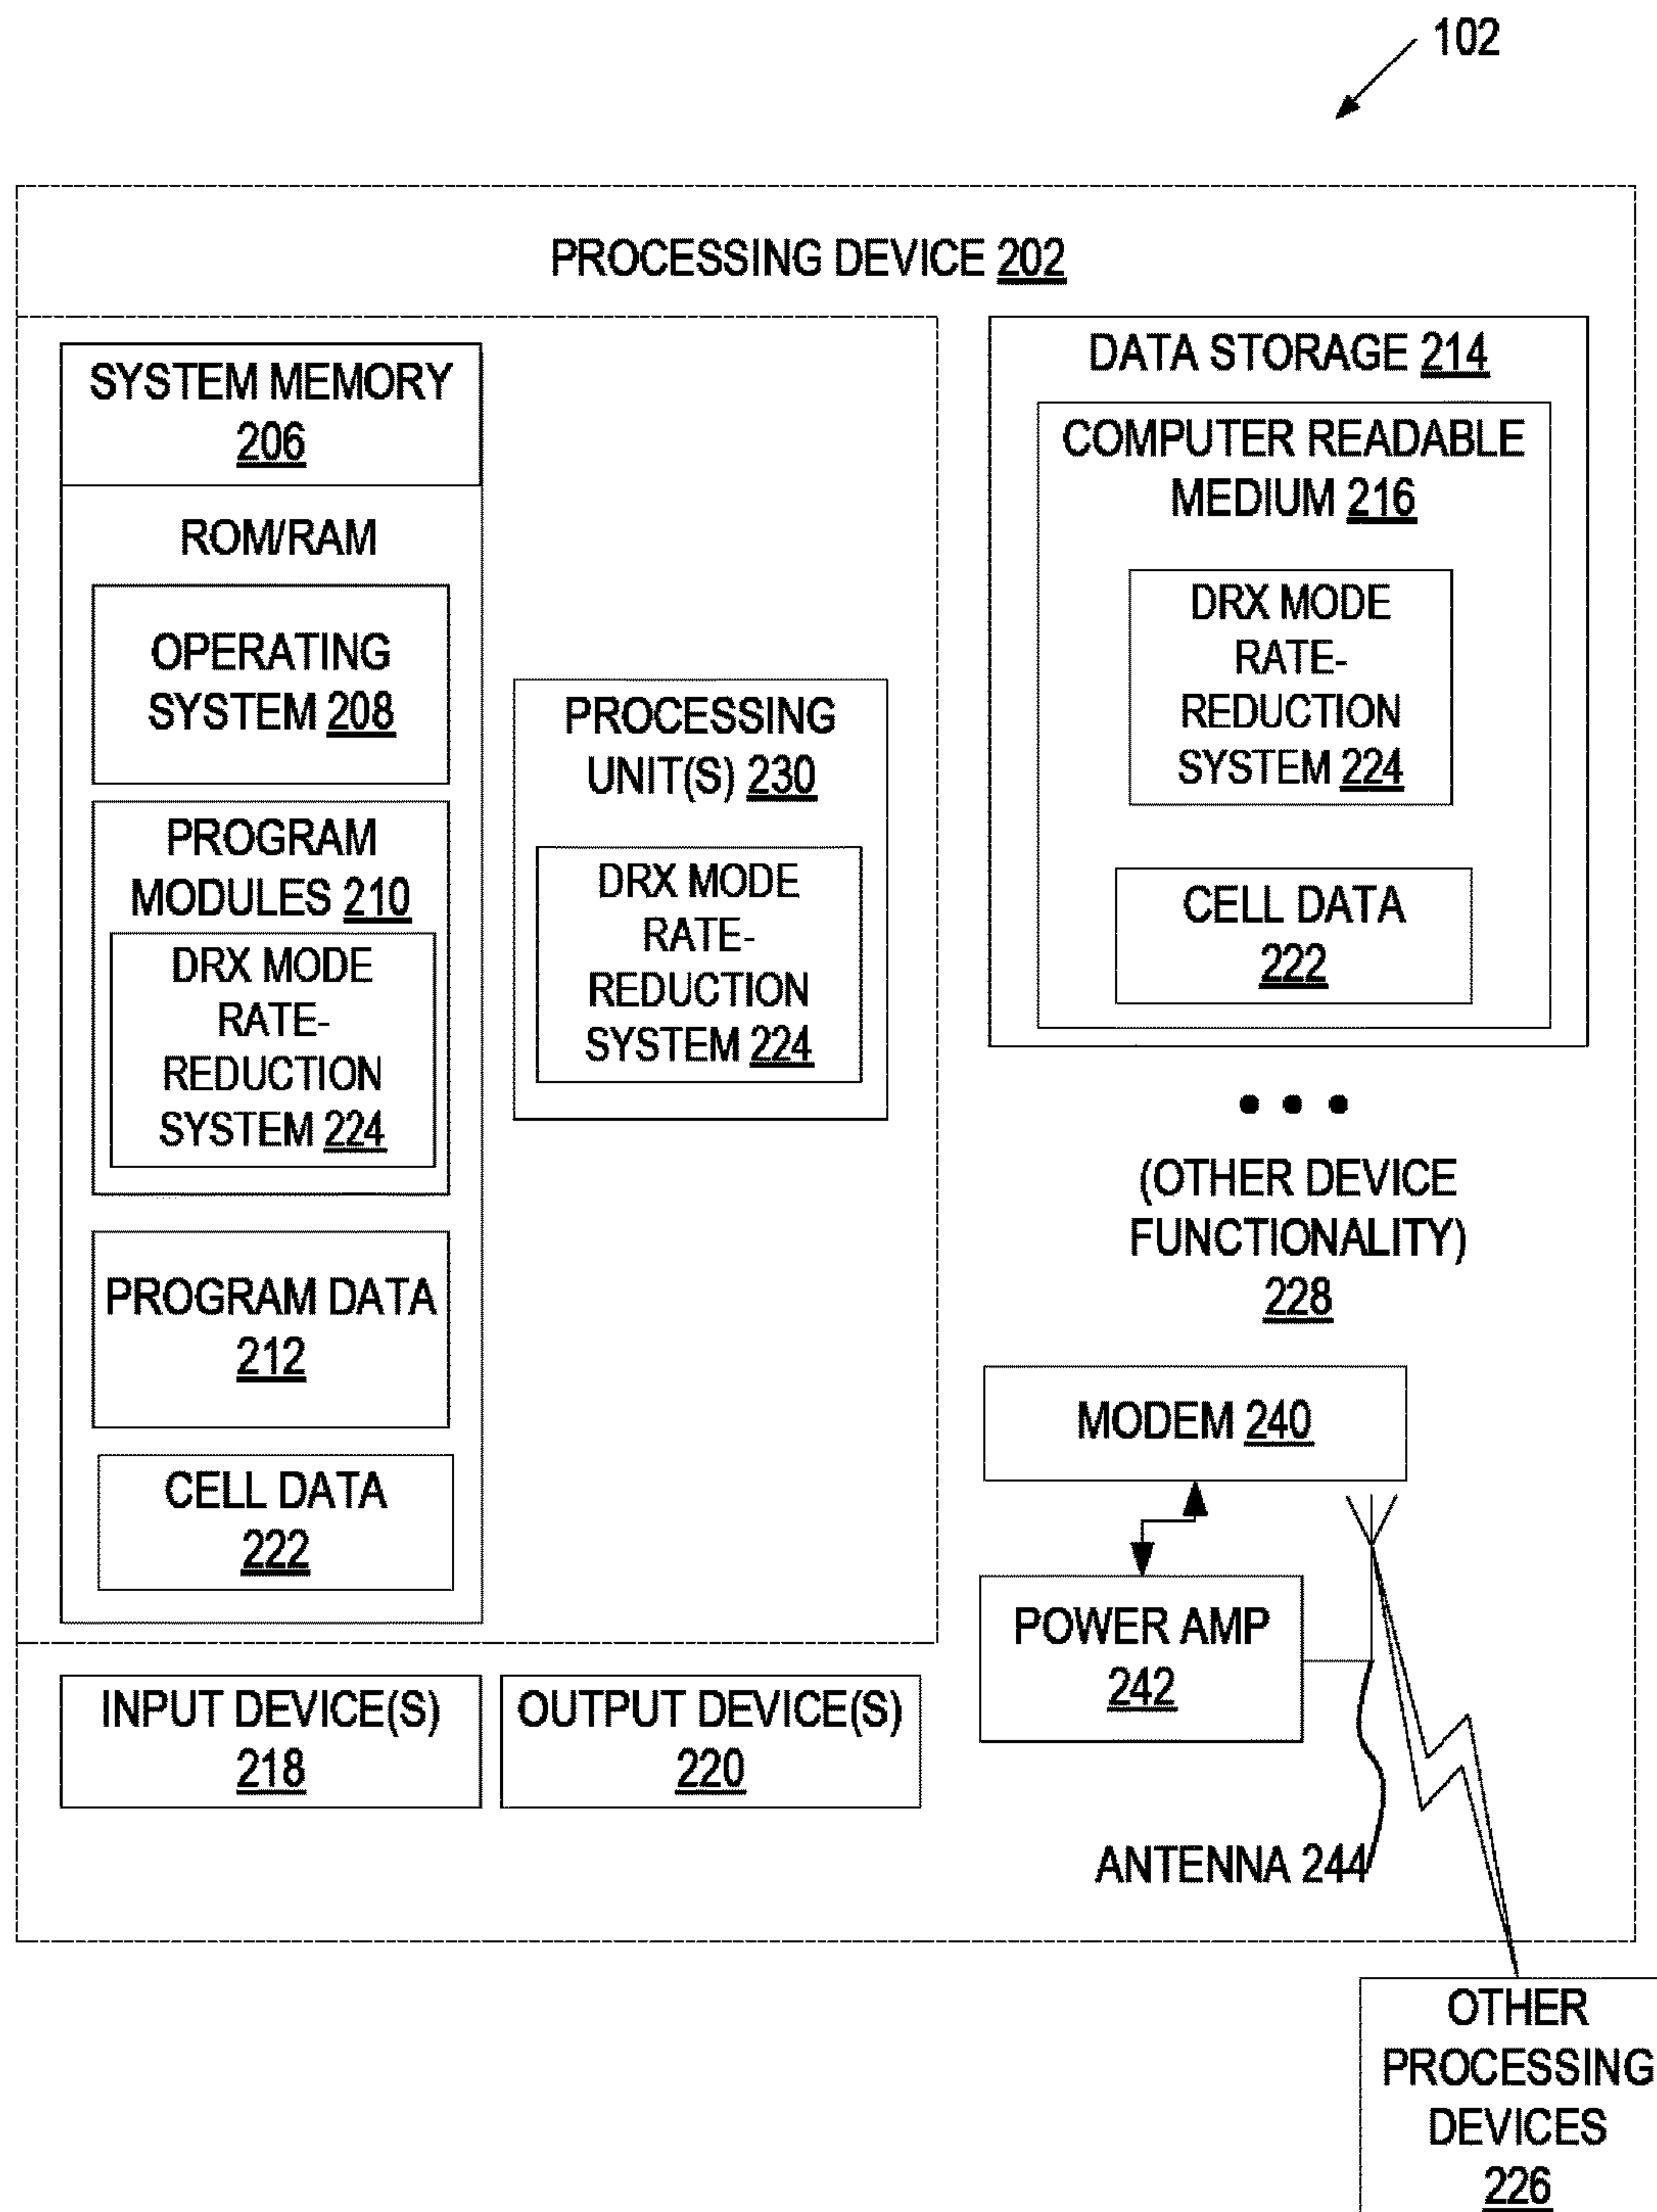 102
PROCESSING DEVICE 202
SYSTEM MEMORY
206
ROM/RAM
OPERATING
SYSTEM 208
PROGRAM
MODULES 210
DRX MODE
RATE-
REDUCTION
SYSTEM 224
PROGRAM DATA
212
CELL DATA
222
PROCESSING
UNIT(S) 230
DRX MODE
RATE-
REDUCTION
SYSTEM 224
DATA STORAGE 214
COMPUTER READABLE
MEDIUM 216
DRX MODE
RATE-
REDUCTION
SYSTEM 224
CELL DATA
222
(OTHER DEVICE
FUNCTIONALITY)
228
MODEM 240
POWER AMP
242
ANTENNA 244
INPUT DEVICE(S)
218
OUTPUT DEVICE(S)
220
OTHER
PROCESSING
DEVICES
226